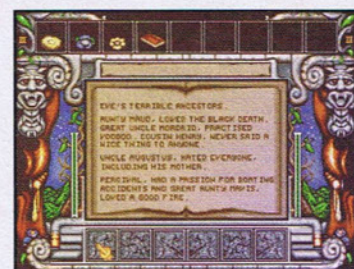 EVE'S TERRIBLE ANCESTORS.
AUNTY MAUD, LOVED THE BLACK DEATH.
GREAT UNCLE MORDRID, PRACTISED
VOODOO. COUSIN HENRY, NEVER SAID A
NICE THING TO ANYONE.
UNCLE AUGUSTUS, HATED EVERYONE,
INCLUDING HIS MOTHER.
PERCIVAL, HAD A PASSION FOR BOATING
ACCIDENTS AND GREAT AUNTY MAVIS,
LOVED A GOOD FIRE.